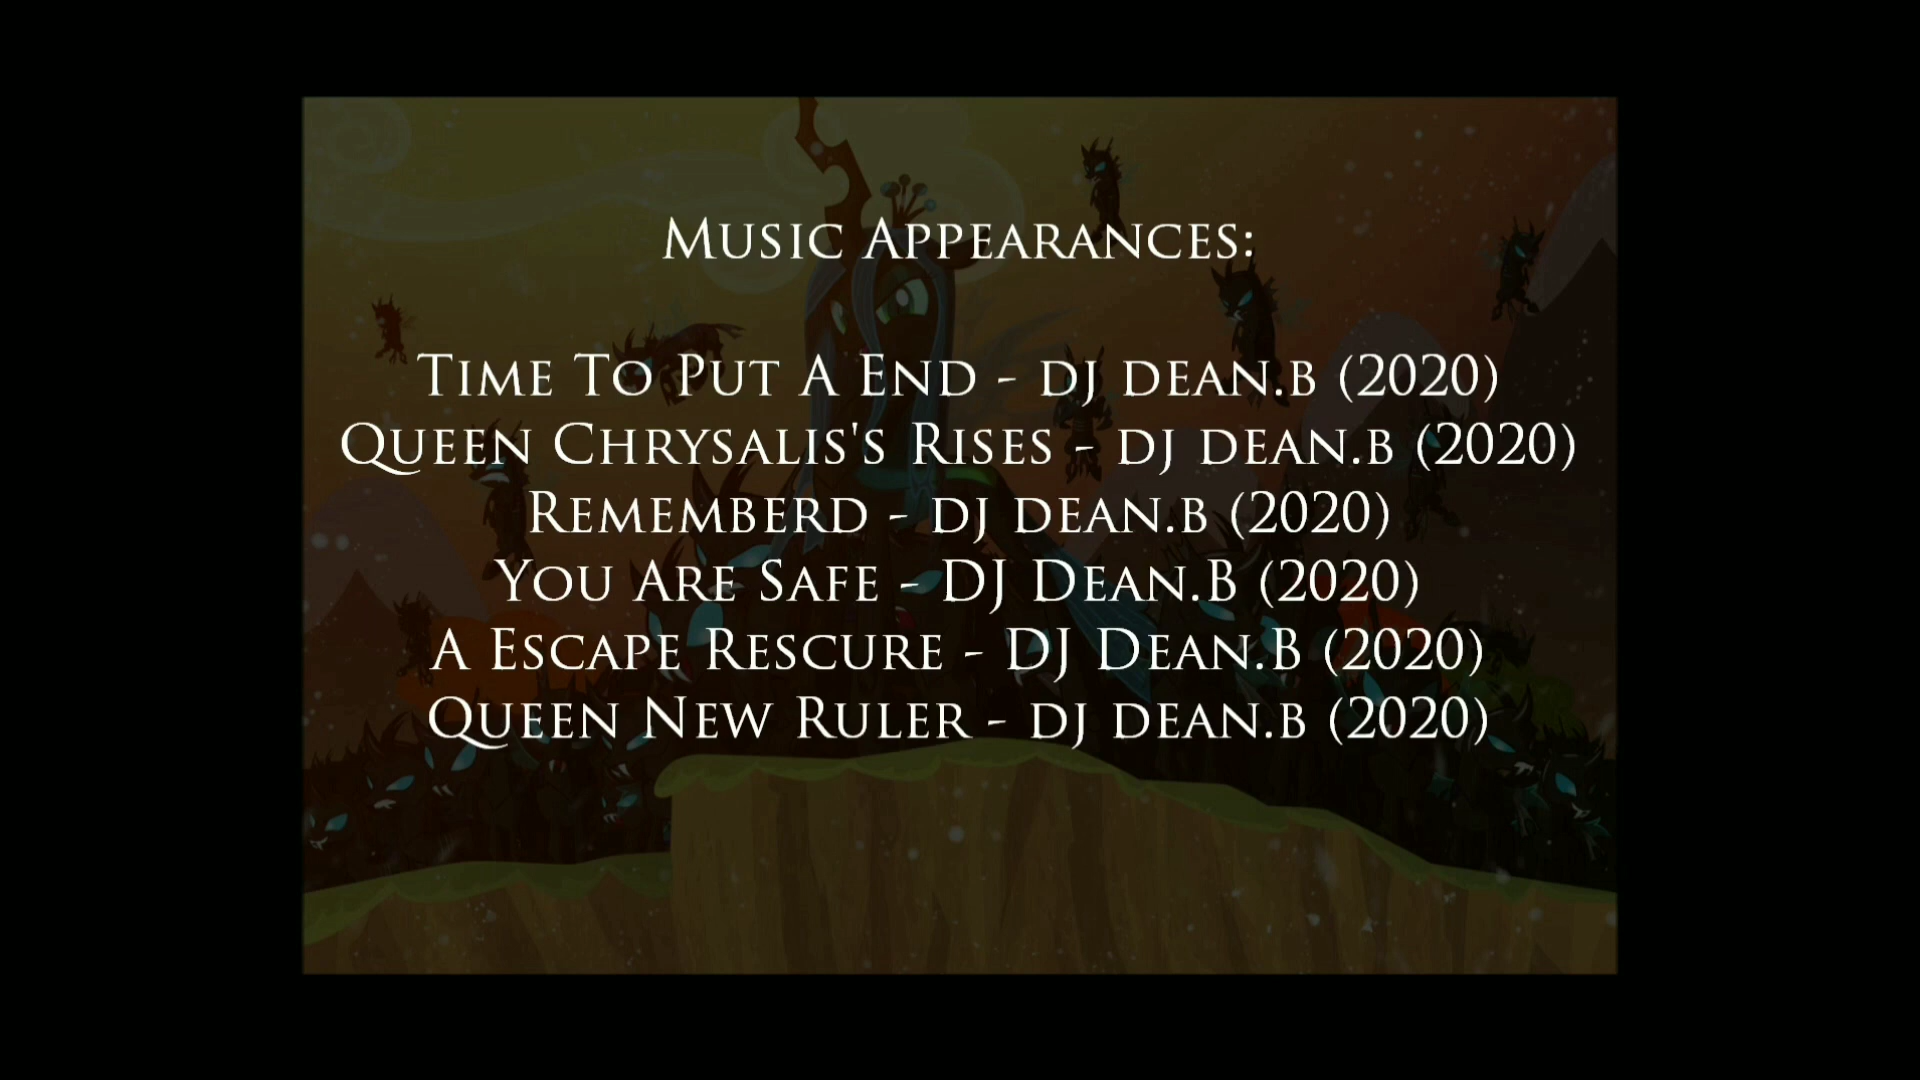 Music Appearances:
Time To Put A End - dj dean.b (2020)
Queen Chrysalis's Rises - dj dean.b (2020)
Rememberd - dj dean.b (2020)
You Are Safe - DJ Dean.B (2020)
A Escape Rescure - DJ Dean.B (2020)
Queen New Ruler - dj dean.b (2020)